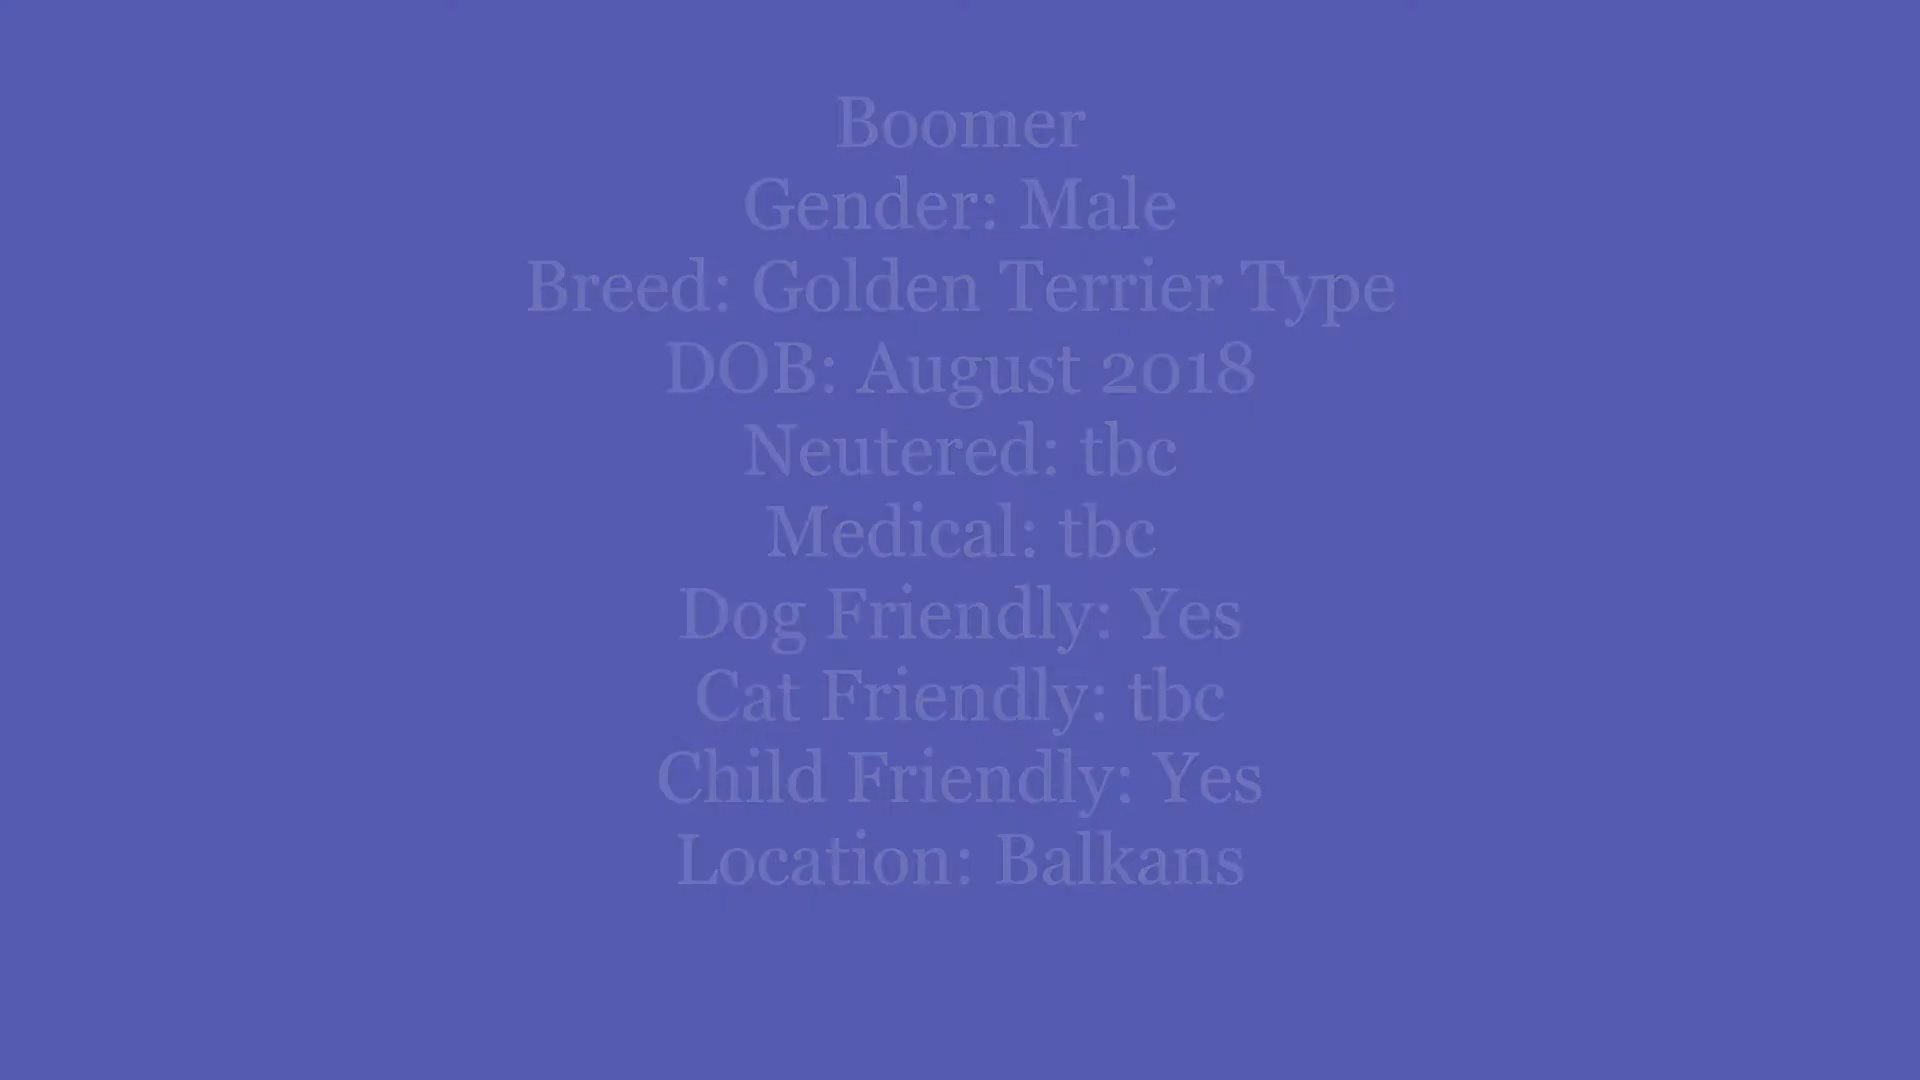 Boomer
Gender: Male
Breed: Golden Terrier Type
DOB: August 2018
Neutered: tbc
Medical: tbc
Dog Friendly: Yes
Cat Friendly: tbc
Child Friendly: Yes
Location: Balkans